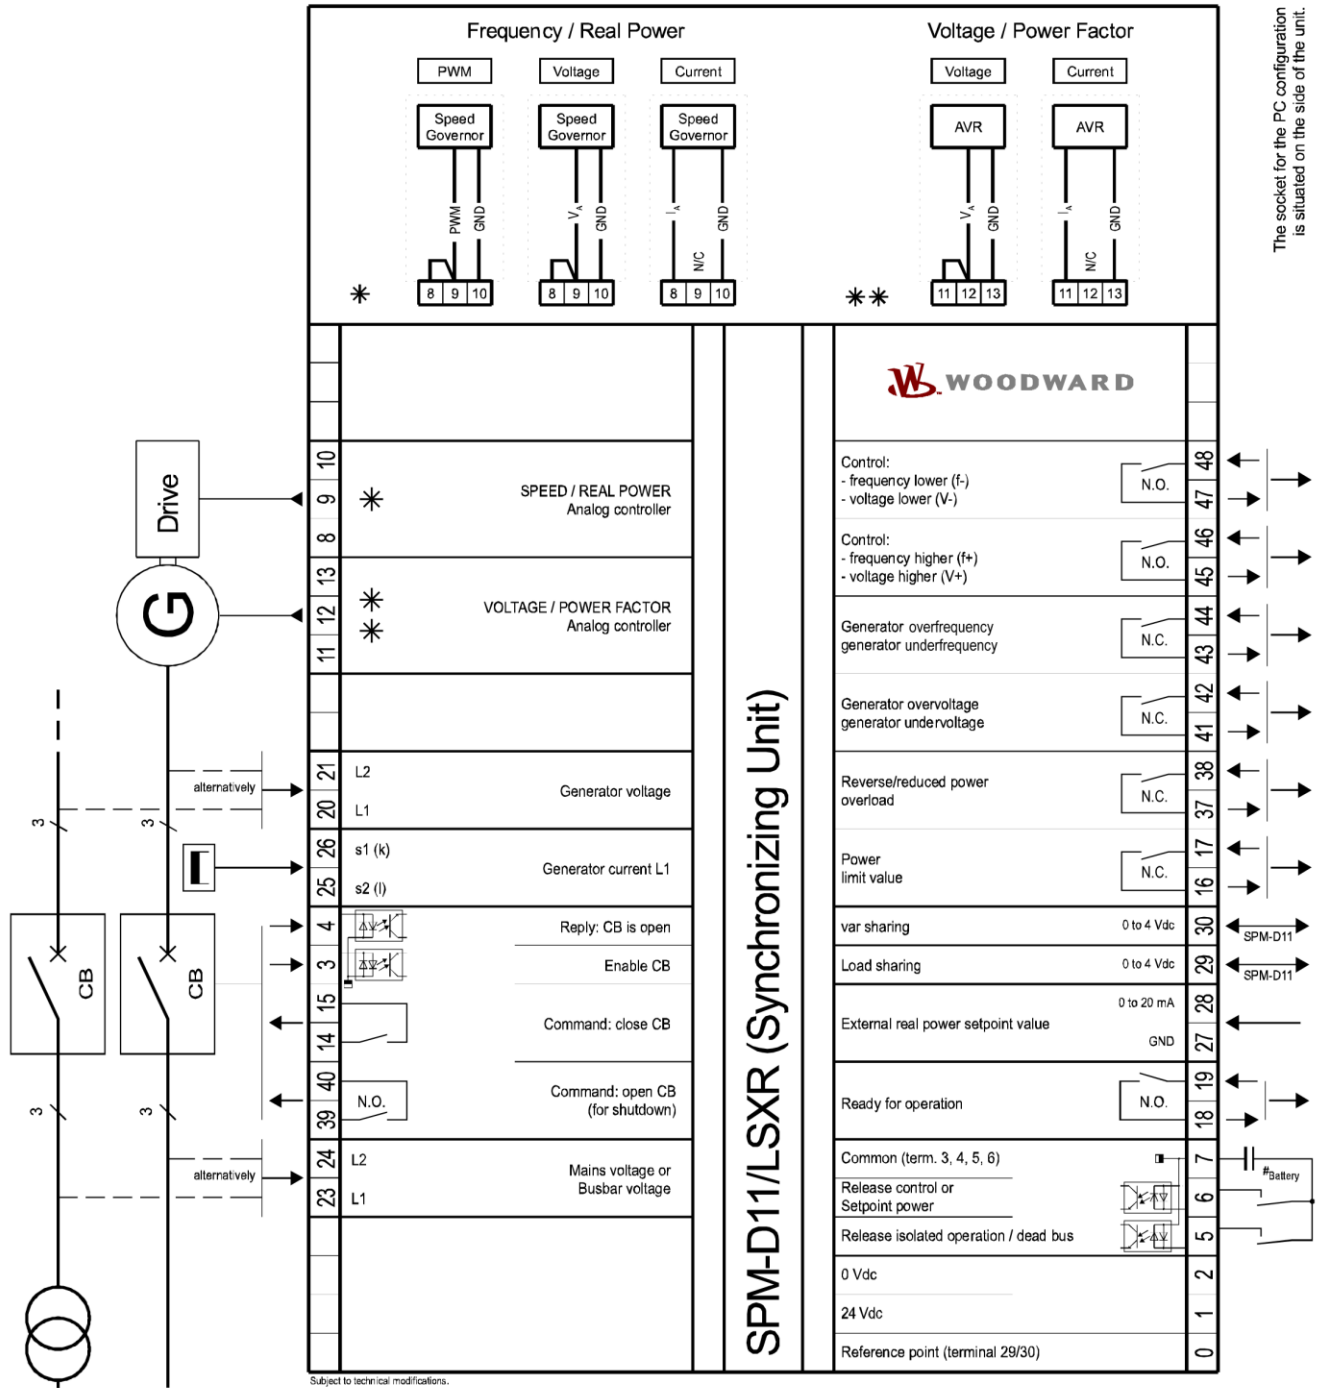 Frequency / Real Power
Voltage / Power Factor
PWM
Voltage
Current
Voltage
Current
Speed
Governor
Speed
Governor
Speed
Governor
AVR
AVR
PWM
GND
VA
GND
IA
N/C
GND
VA
GND
IA
N/C
GND
*
8 9 10
8 9 10
8 9 10
**
11 12 13
11 12 13
The socket for the PC configuration
is situated on the side of the unit.
WOODWARD
Drive
G
10
9
8
*
SPEED / REAL POWER
Analog controller
13
12
11
*
*
VOLTAGE / POWER FACTOR
Analog controller
alternatively
21
L2
20
L1
Generator voltage
3
3
26
s1 (k)
25
s2 (l)
Generator current L1
CB
CB
4
Reply: CB is open
3
Enable CB
15
14
Command: close CB
40
39
N.O.
Command: open CB
(for shutdown)
3
3
alternatively
24
L2
23
L1
Mains voltage or
Busbar voltage
SPM-D11/LSXR (Synchronizing Unit)
Control:
- frequency lower (f-)
- voltage lower (V-)
N.O.
48
47
Control:
- frequency higher (f+)
- voltage higher (V+)
N.O.
46
45
Generator overfrequency
generator underfrequency
N.C.
44
43
Generator overvoltage
generator undervoltage
N.C.
42
41
Reverse/reduced power
overload
N.C.
38
37
Power
limit value
N.C.
17
16
var sharing
0 to 4 Vdc
30
SPM-D11
Load sharing
0 to 4 Vdc
29
SPM-D11
External real power setpoint value
0 to 20 mA
GND
28
27
Ready for operation
N.O.
19
18
Common (term. 3, 4, 5, 6)
7
#Battery
Release control or
Setpoint power
6
Release isolated operation / dead bus
5
0 Vdc
2
24 Vdc
1
Reference point (terminal 29/30)
0
Subject to technical modifications.